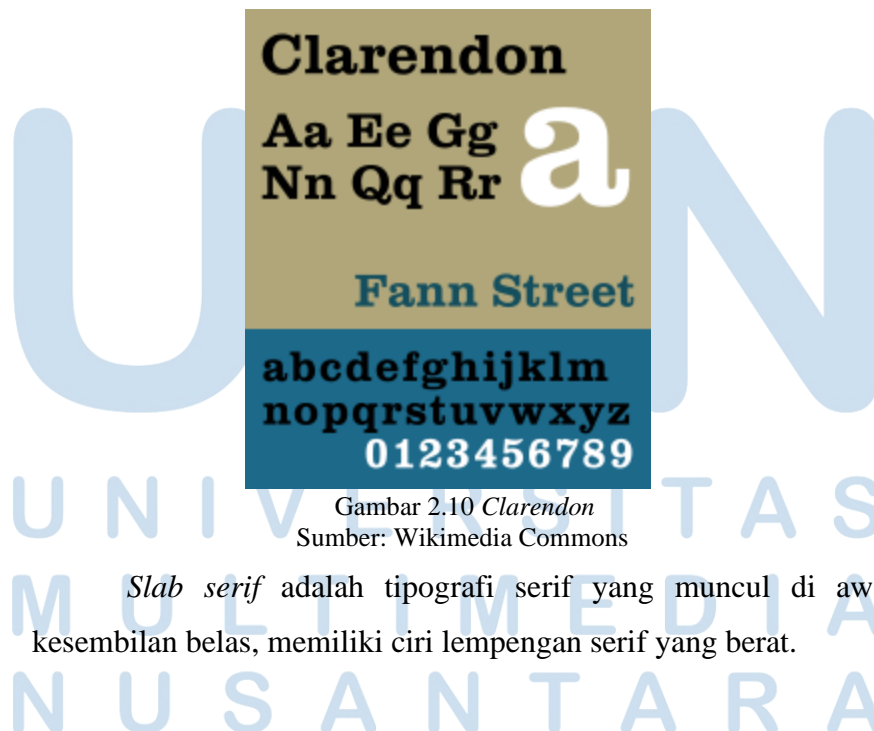 Clarendon
Aa Ee Gg
Nn Qq Rr
a
Fann Street
abcdefghijklm
nopqrstuvwxyz
0123456789
Gambar 2.10 Clarendon
Sumber: Wikimedia Commons
Slab serif adalah tipografi serif yang muncul di
kesembilan belas, memiliki ciri lempengan serif yang berat.
UNIVERSITAS
MULTIMEDIA
NUSANTARA